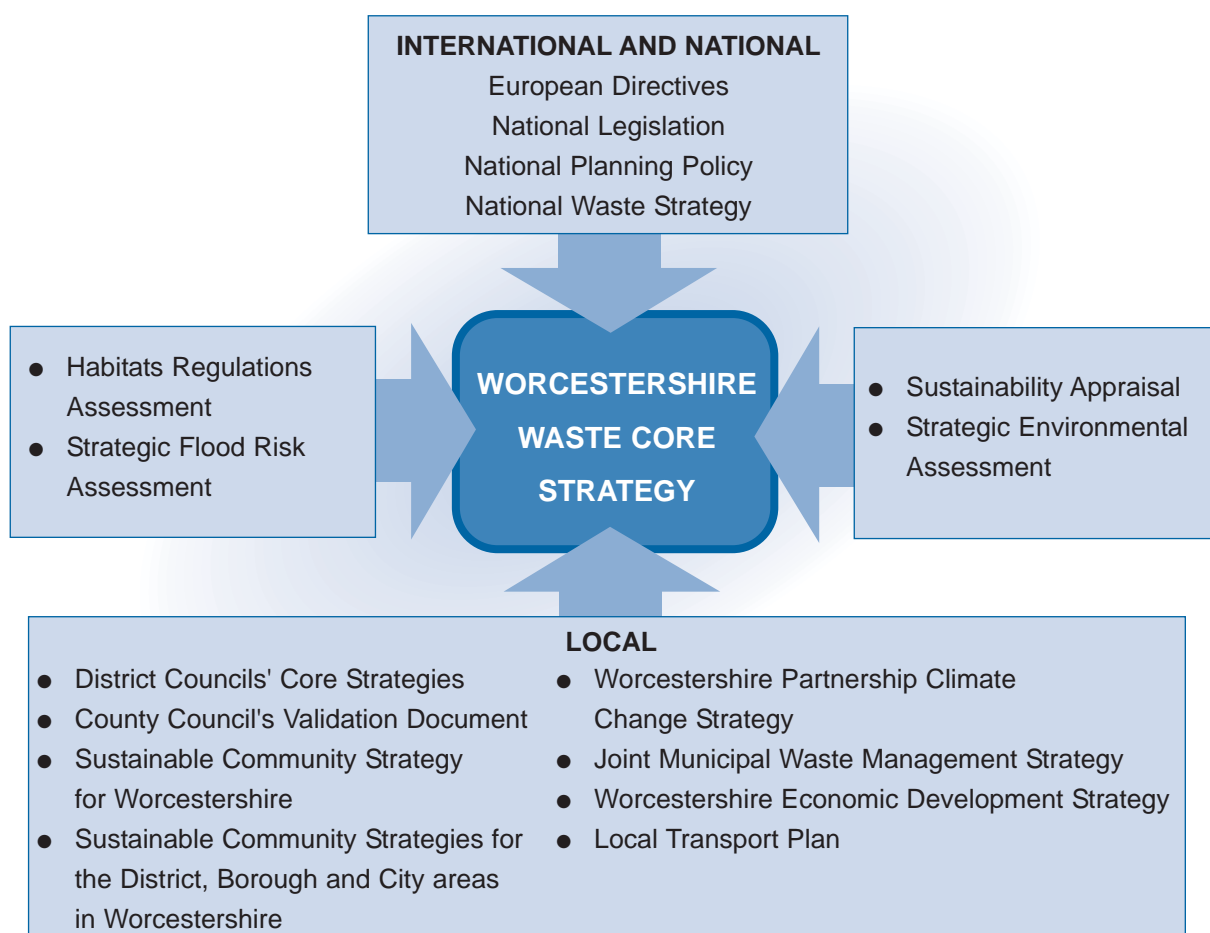 INTERNATIONAL AND NATIONAL
European Directives
National Legislation
National Planning Policy
National Waste Strategy
● Habitats Regulations
Assessment
● Strategic Flood Risk
Assessment
WORCESTERSHIRE
WASTE CORE
STRATEGY
● Sustainability Appraisal
● Strategic Environmental
Assessment
LOCAL
● District Councils' Core Strategies
● County Council's Validation Document
● Sustainable Community Strategy
for Worcestershire
● Sustainable Community Strategies for
the District, Borough and City areas
in Worcestershire
● Worcestershire Partnership Climate
Change Strategy
● Joint Municipal Waste Management Strategy
● Worcestershire Economic Development Strategy
● Local Transport Plan